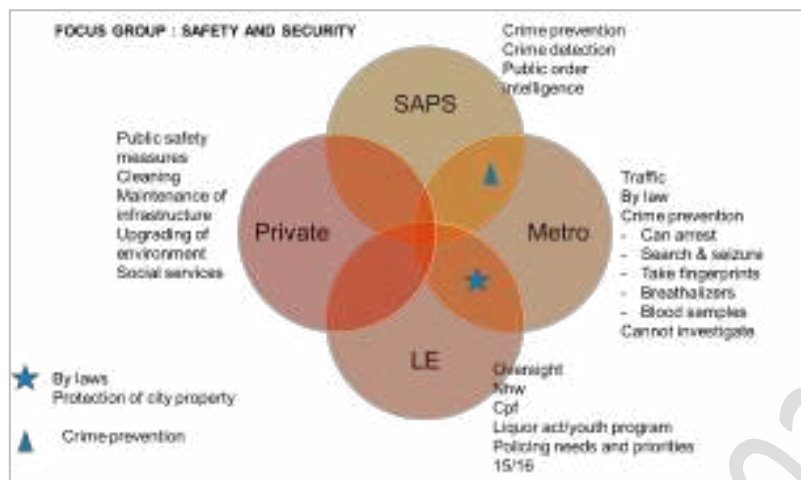 FOCUS GROUP : SAFETY AND SECURITY
Crime prevention
Crime detection
Public order
intelligence
SAPS
Public safety
measures
Cleaning
Maintenance of
infrastructure
Upgrading of
environment
Social services
Private
Metro
Traffic
By law
Crime prevention
- Can arrest
- Search & seizure
- Take fingerprints
- Breathalizers
- Blood samples
Cannot investigate
LE
Oversight
Nhw
Cpf
Liquor act/youth program
Policing needs and priorities
15/16
By laws
Protection of city property
Crime prevention